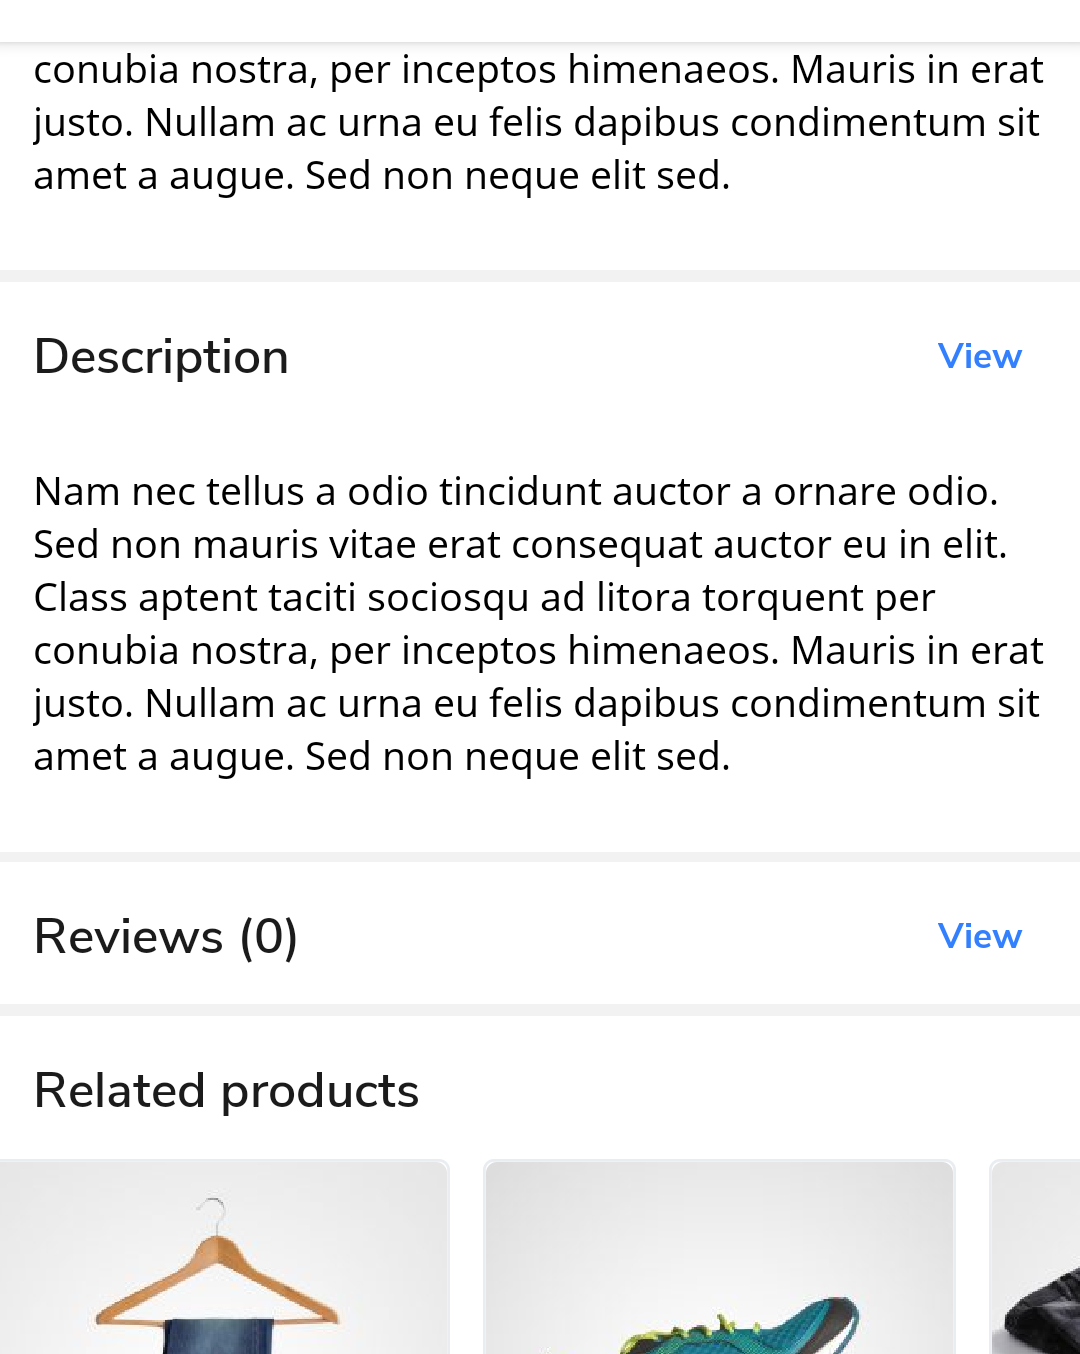 conubia nostra, per inceptos himenaeos. Mauris in erat
justo. Nullam ac urna eu felis dapibus condimentum sit
amet a augue. Sed non neque elit sed.
Description
View
Nam nec tellus a odio tincidunt auctor a ornare odio.
Sed non mauris vitae erat consequat auctor eu in elit.
Class aptent taciti sociosqu ad litora torquent per
conubia nostra, per inceptos himenaeos. Mauris in erat
justo. Nullam ac urna eu felis dapibus condimentum sit
amet a augue. Sed non neque elit sed.
Reviews (0)
View
Related products